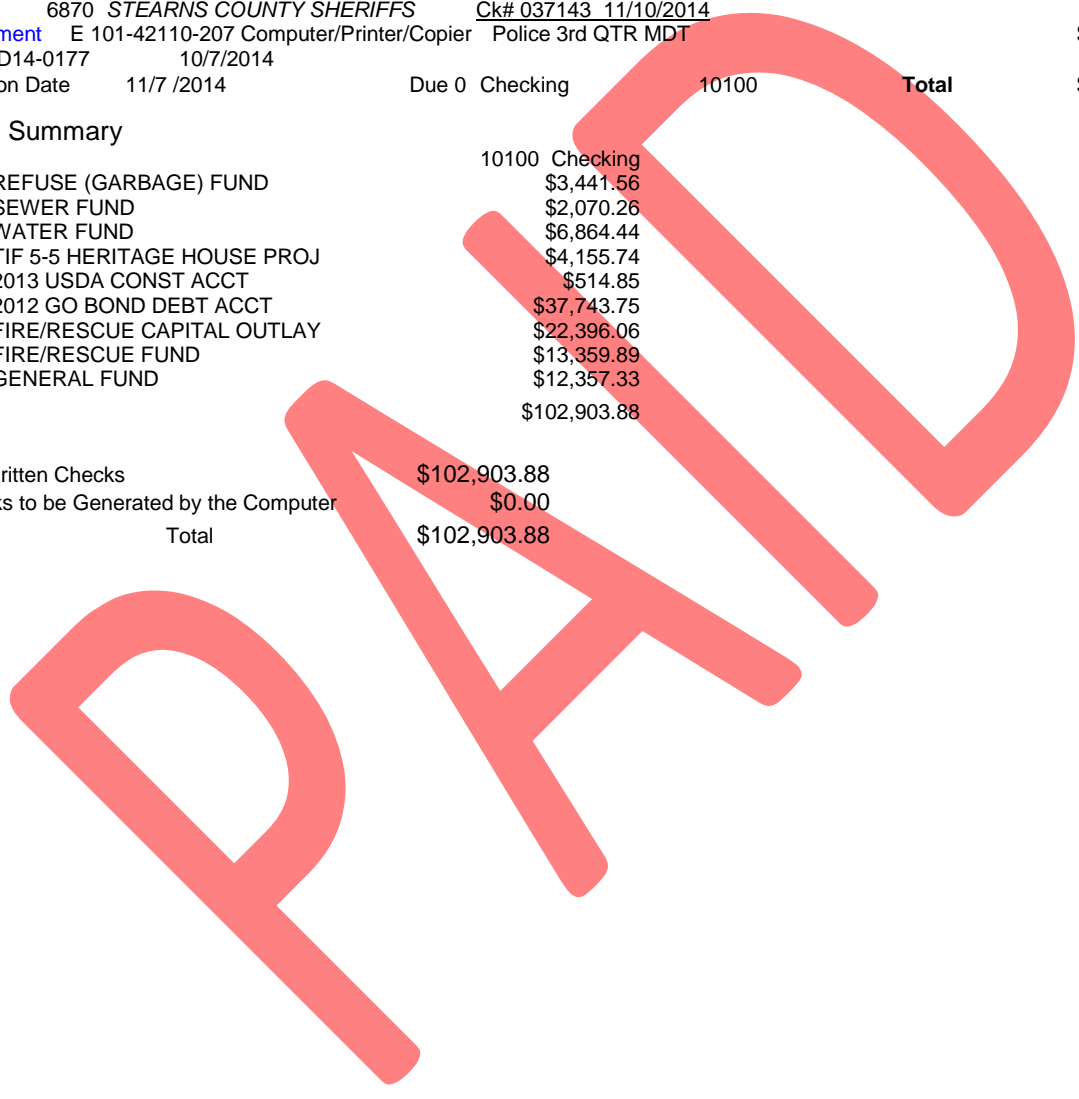 6870 STEARNS COUNTY SHERIFFS Ck# 037143 11/10/2014
ment E 101-42110-207 Computer/Printer/Copier Police 3rd QTR MDT
D14-0177 10/7/2014
on Date 11/7 /2014 Due 0 Checking 10100 Total
Summary
10100 Checking
REFUSE (GARBAGE) FUND $3,441.56
SEWER FUND $2,070.26
WATER FUND $6,864.44
TIF 5-5 HERITAGE HOUSE PROJ $4,155.74
2013 USDA CONST ACCT $514.85
2012 GO BOND DEBT ACCT $37,743.75
FIRE/RESCUE CAPITAL OUTLAY $22,396.06
FIRE/RESCUE FUND $13,359.89
GENERAL FUND $12,357.33
$102,903.88
ritten Checks $102,903.88
ks to be Generated by the Computer $0.00
Total $102,903.88
PAID